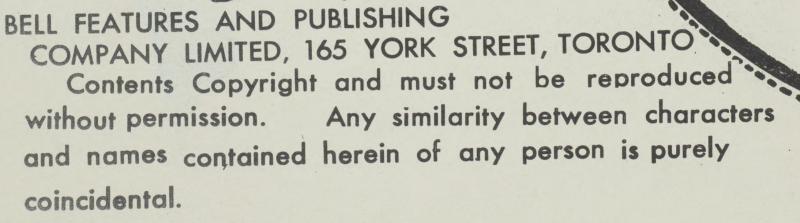 BELL FEATURES AND PUBLISHING
COMPANY LIMITED, 165 YORK STREET, TORONTO
Contents Copyright and must not be reproduced
without permission. Any similarity between characters
and names contained herein of any person is purely
coincidental.